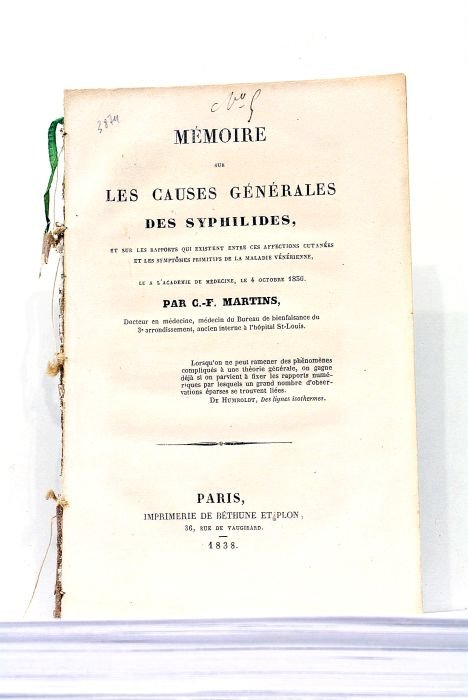 3874
MÉMOIRE
SUR
LES CAUSES GÉNÉRALES
DES SYPHILIDES,
ET SUR LES RAPPORTS QUI EXISTENT ENTRE CES AFFECTIONS CUTANÉES
ET LES SYMPTÔMES PRIMITIFS DE LA MALADIE VÉNÉRIENNE,
LU A L'ACADÉMIE DE MÉDECINE, LE 4 OCTOBRE 1836.
PAR C.-F. MARTINS,
Docteur en médecine, médecin du Bureau de bienfaisance du
3e arrondissement, ancien interne à l'hôpital St-Louis.
Lorsqu'on ne peut ramener des phénomènes
compliqués à une théorie générale, on gagne
déjà si on parvient à fixer les rapports numé-
riques par lesquels un grand nombre d'obser-
vations éparses se trouvent liées.
De Humboldt, Des lignes isothermes.
PARIS,
IMPRIMERIE DE BÉTHUNE ET PLON,
36, RUE DE VAUGIRARD.
1838.